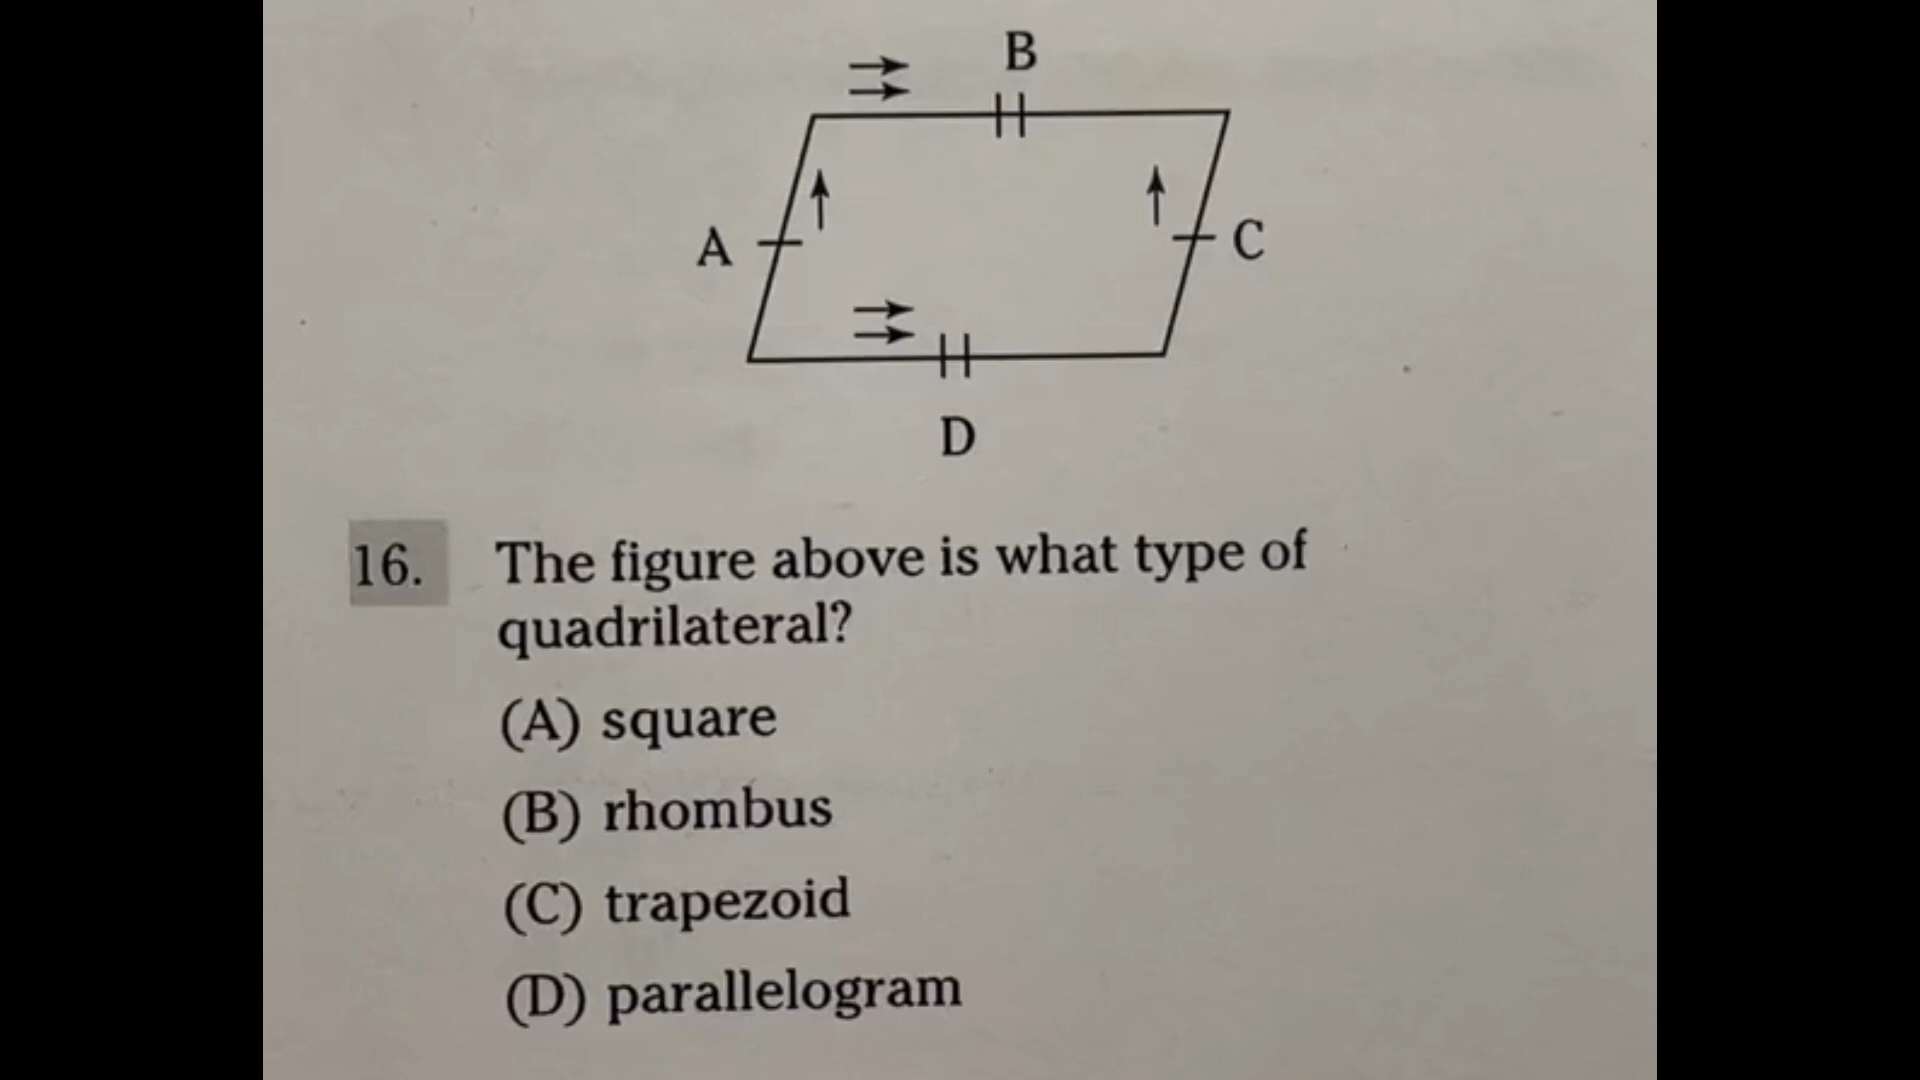 B
A
C
D
16. The figure above is what type of
quadrilateral?
(A) square
(B) rhombus
(C) trapezoid
(D) parallelogram